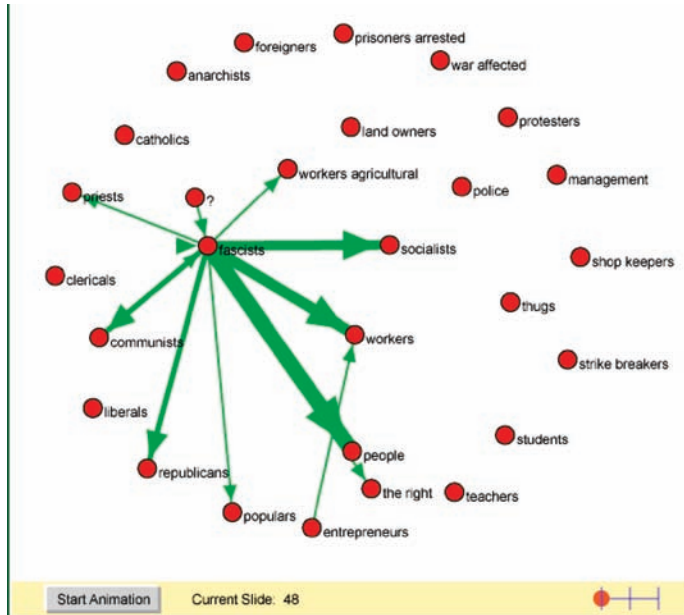 prisoners arrested
foreigners
war affected
anarchists
protesters
land owners
catholics
workers agricultural
management
police
priests
?
fascists
socialists
shop keepers
clericals
thugs
workers
communists
strike breakers
liberals
students
people
republicans
the right
teachers
populars
entrepreneurs
Start Animation
Current Slide: 48